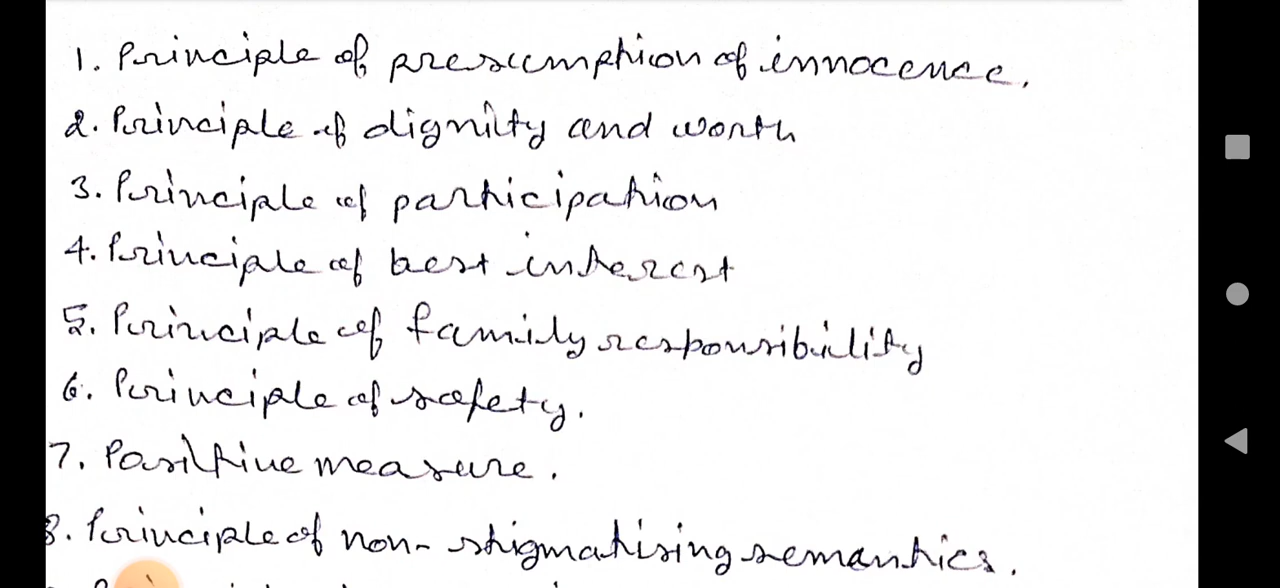 1. Principle of presumption of innocence.
2. Principle of dignity and worth
3. Principle of participation
4. Principle of best interest
5. Principle of family responsibility
6. Principle of safety.
7. Positive measure.
8. Principle of non-stigmatising semantics.